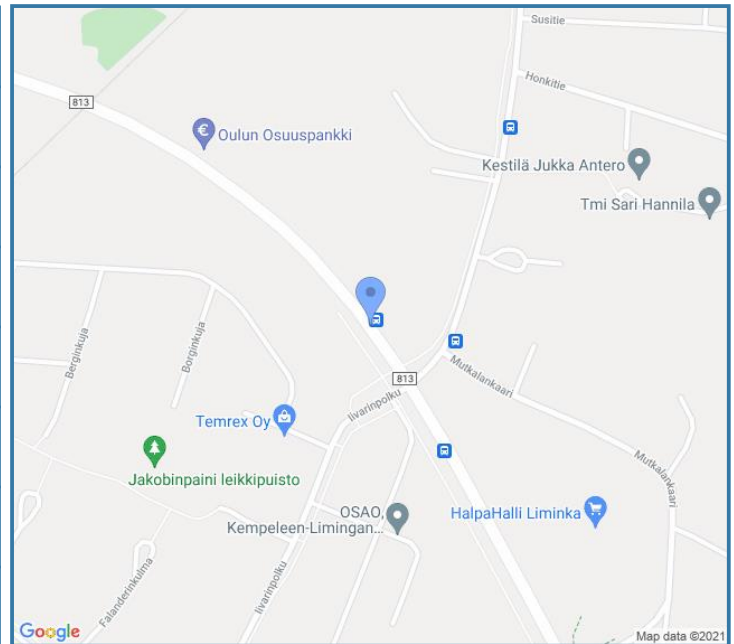 Susitie
Honkitie
813
Oulun Osuuspankki
Kestilä Jukka Antero
Tmi Sari Hannila
Berginkuja
Borginkuja
813
Mutkalankaari
Iivarinpolku
Temrex Oy
Mutkalankaari
Jakobinpaini leikkipuisto
OSAO,
Kempeleen-Limingan...
HalpaHalli Liminka
Falanderinkulma
Iivarinpolku
Google
Map data ©2021